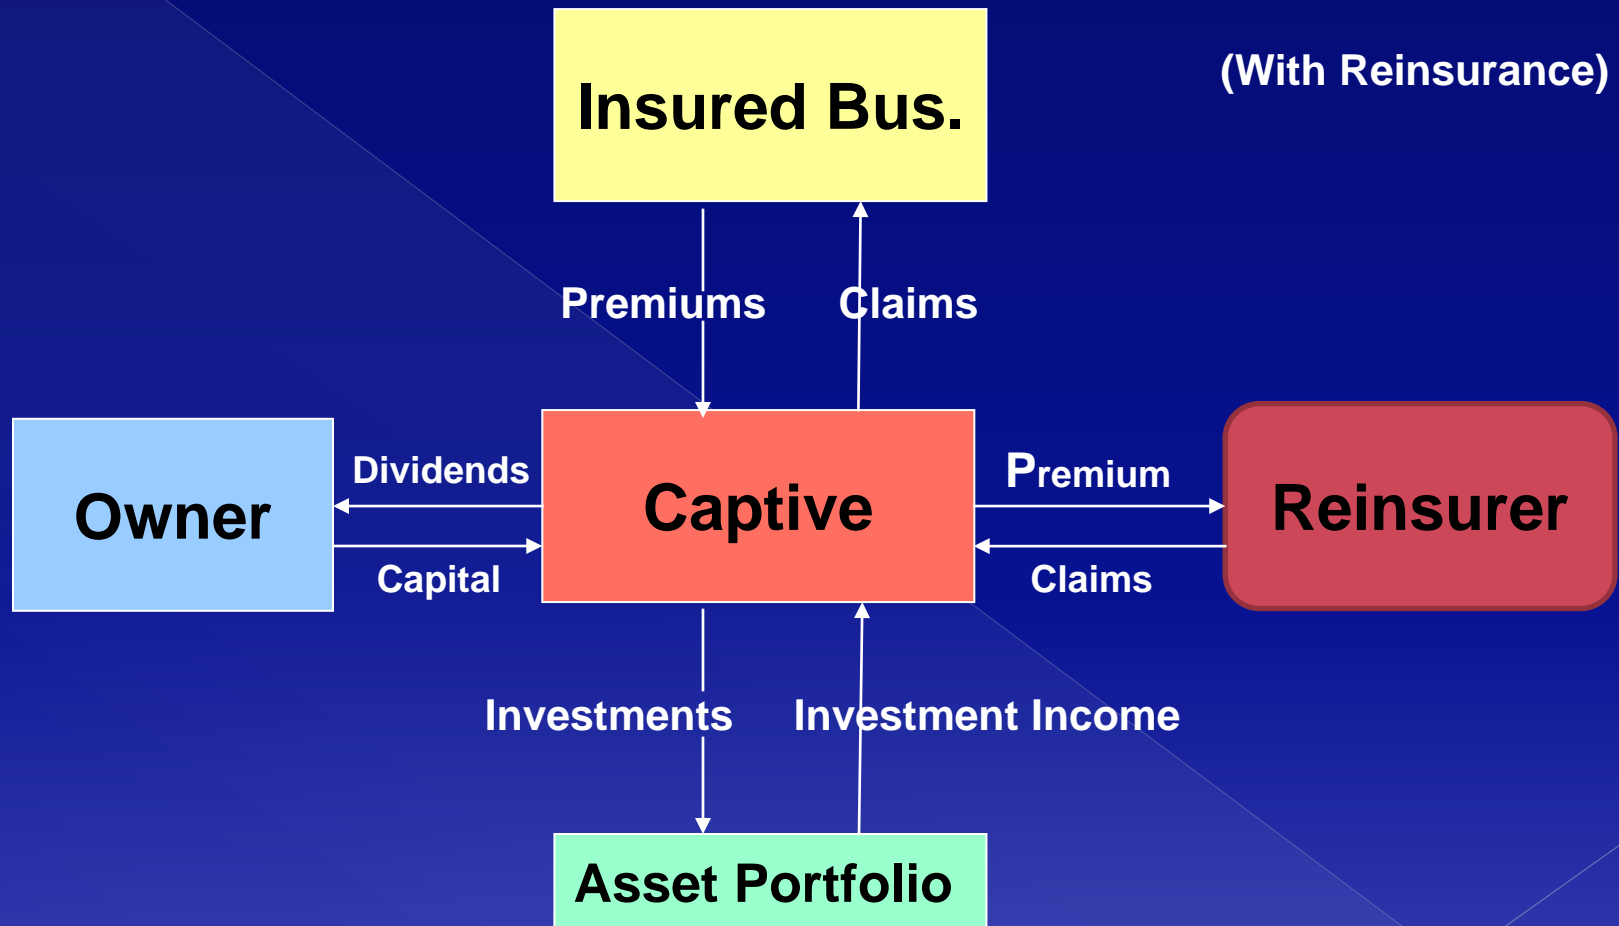 Insured Bus.
(With Reinsurance)
Premiums
Claims
Owner
Dividends
Capital
Captive
Premium
Claims
Reinsurer
Investments
Investment Income
Asset Portfolio